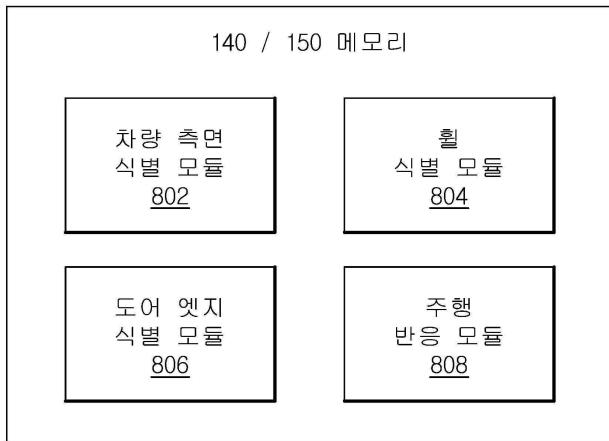 140 / 150 메모리
차량 측면
식별 모듈
802
휠
식별 모듈
804
도어 엣지
식별 모듈
806
주행
반응 모듈
808